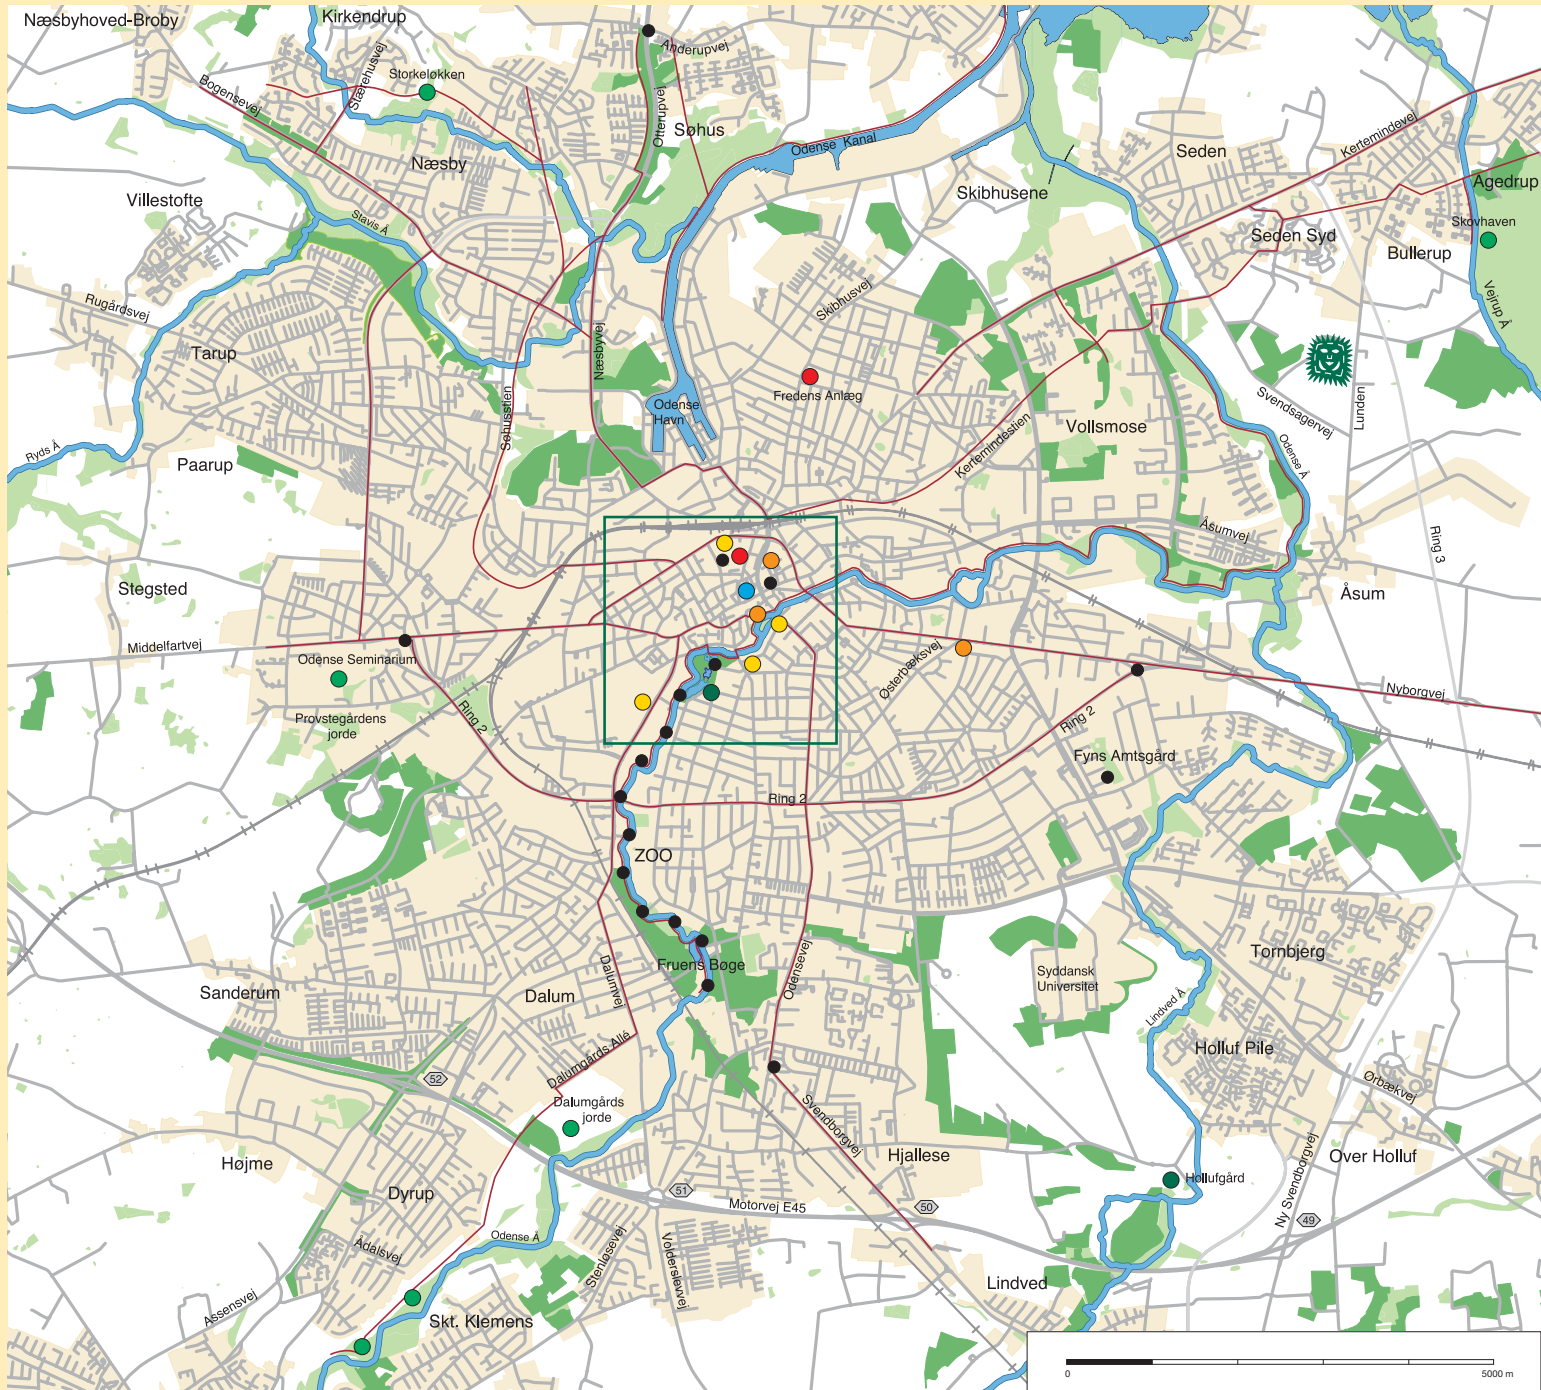 Næsbyhoved-Broby
Kirkendrup
Anderupvej
Storkeløkken
Stærehusvej
Bogensevej
Otterupvej
Søhus
Odense Kanal
Kertemindevej
Næsby
Seden
Agedrup
Skibhusene
Villestofte
Stavis Å
Skovhaven
Seden Syd
Bullerup
Rugårdsvej
Skibhusvej
Vejrup Å
Næsbyvej
Tarup
Fredens Anlæg
Søhusstien
Odense
Havn
Svendsagervej
Lunden
Vollsmose
Kertemindestien
Ryds Å
Paarup
Odense Å
Åsumvej
Ring 3
Stegsted
Åsum
Middelfartvej
Odense Seminarium
Østerbæksvej
Nyborgvej
Provstegårdens
jorde
Ring 2
Ring 2
Fyns Amtsgård
Ring 2
ZOO
Fruens Bøge
Tornbjerg
Syddansk
Universitet
Sanderum
Dalum
Dalumvej
Odensevej
Lindved Å
Holluf Pile
Dalumgårds Allé
52
Ørbækvej
Dalumgårds
jorde
Svendborgvej
Højme
Hjallese
Over Holluf
Hollufgård
Dyrup
51
Motorvej E45
50
49
Ny Svendborgvej
Odense Å
Ådalsvej
Stenløsevej
Volderslevvej
Lindved
Assensvej
Skt. Klemens
0
5000 m